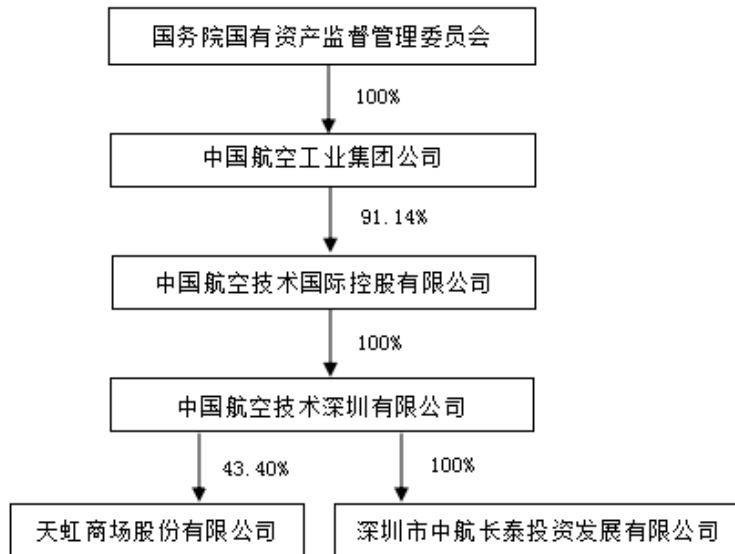 国务院国有资产监督管理委员会
100%
中国航空工业集团公司
91.14%
中国航空技术国际控股有限公司
100%
中国航空技术深圳有限公司
43.40%
100%
天虹商场股份有限公司
深圳市中航长泰投资发展有限公司